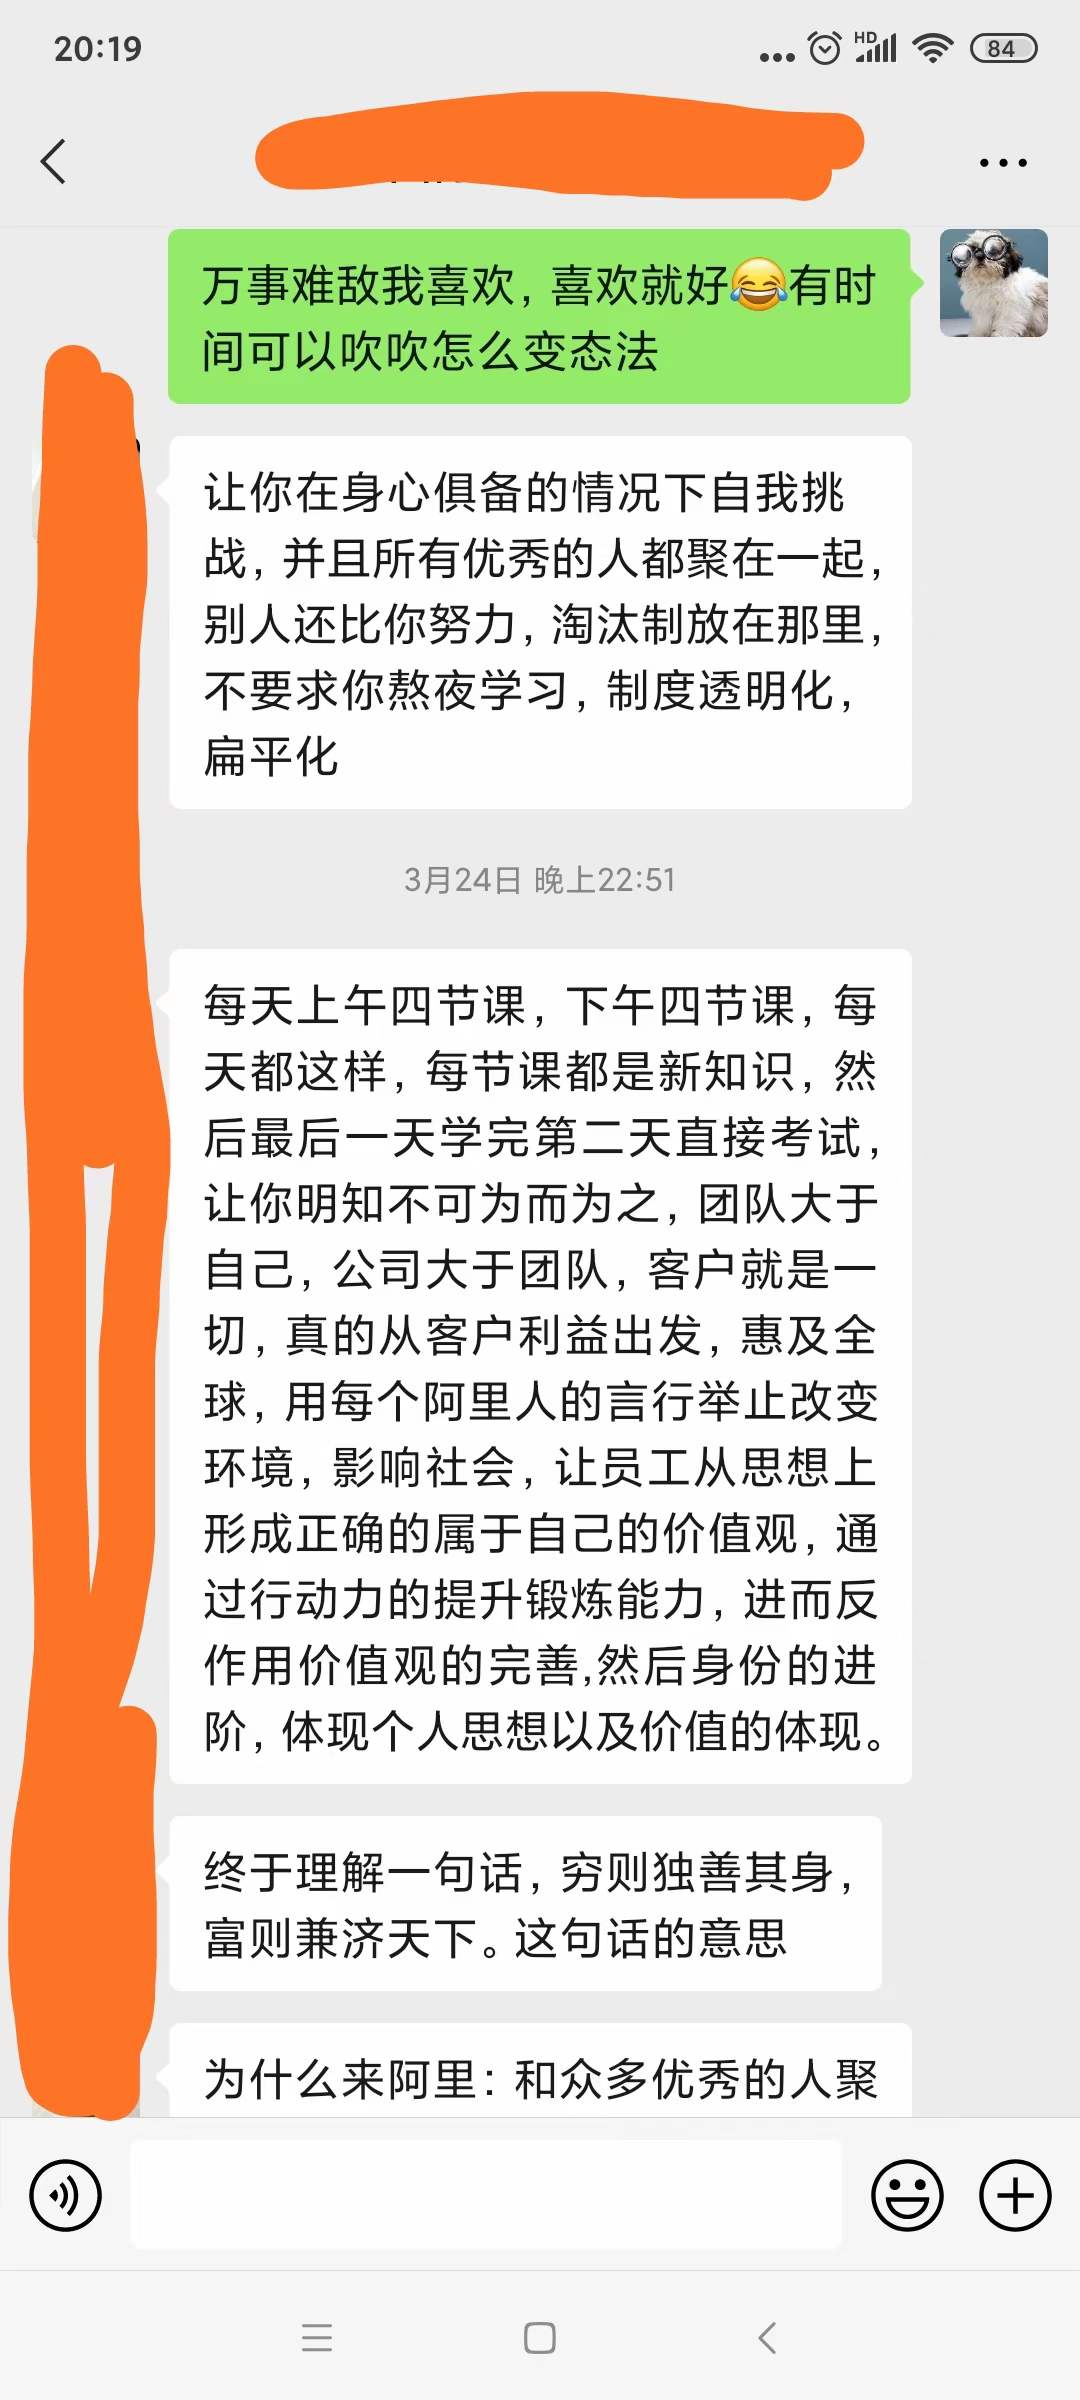 20:19
HD
84
万事难敌我喜欢，喜欢就好😂有时
间可以吹吹怎么变态法
让你在身心俱备的情况下自我挑
战，并且所有优秀的人都聚在一起，
别人还比你努力，淘汰制放在那里，
不要求你熬夜学习，制度透明化，
扁平化
3月24日 晚上22:51
每天上午四节课，下午四节课，每
天都这样，每节课都是新知识，然
后最后一天学完第二天直接考试，
让你明知不可为而为之，团队大于
自己，公司大于团队，客户就是一
切，真的从客户利益出发，惠及全
球，用每个阿里人的言行举止改变
环境，影响社会，让员工从思想上
形成正确的属于自己的价值观，通
过行动力的提升锻炼能力，进而反
作用价值观的完善,然后身份的进
阶，体现个人思想以及价值的体现。
终于理解一句话，穷则独善其身，
富则兼济天下。这句话的意思
为什么来阿里：和众多优秀的人聚